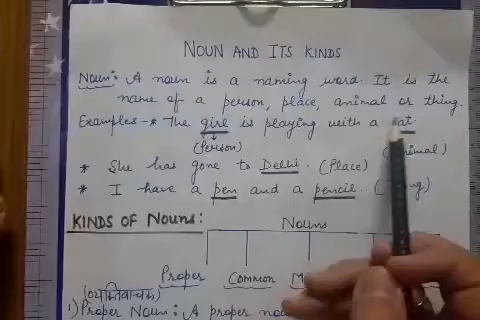 NOUN AND ITS KINDS
Noun: A noun is a naming word. It is the
name of a person, place, animal or thing.
Examples - * The girl is playing with a
(Person)
* She has gone to Delhi. (Place)
* I have a pen and a pencil.
KINDS OF NOUNS:
Nouns
Proper Common
(व्यक्तिवाचक)
1) Proper Noun: A proper